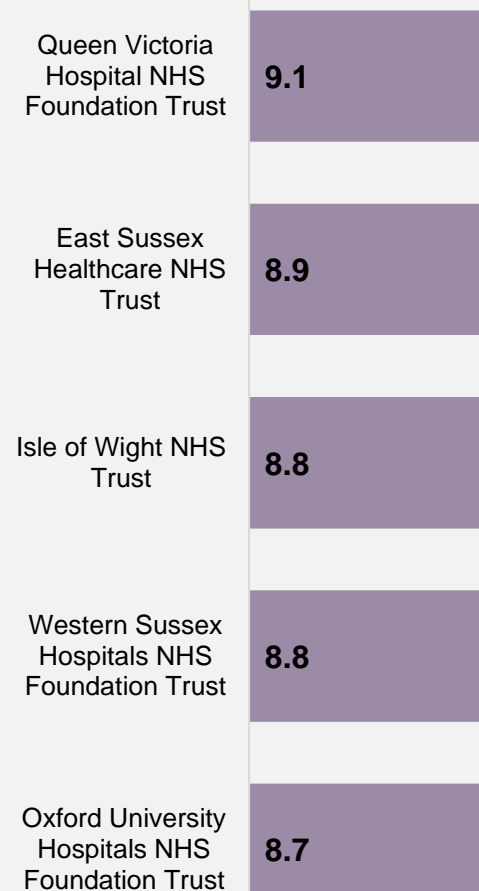 Queen Victoria
Hospital NHS
Foundation Trust
9.1
East Sussex
Healthcare NHS
Trust
8.9
Isle of Wight NHS
Trust
8.8
Western Sussex
Hospitals NHS
Foundation Trust
8.8
Oxford University
Hospitals NHS
Foundation Trust
8.7